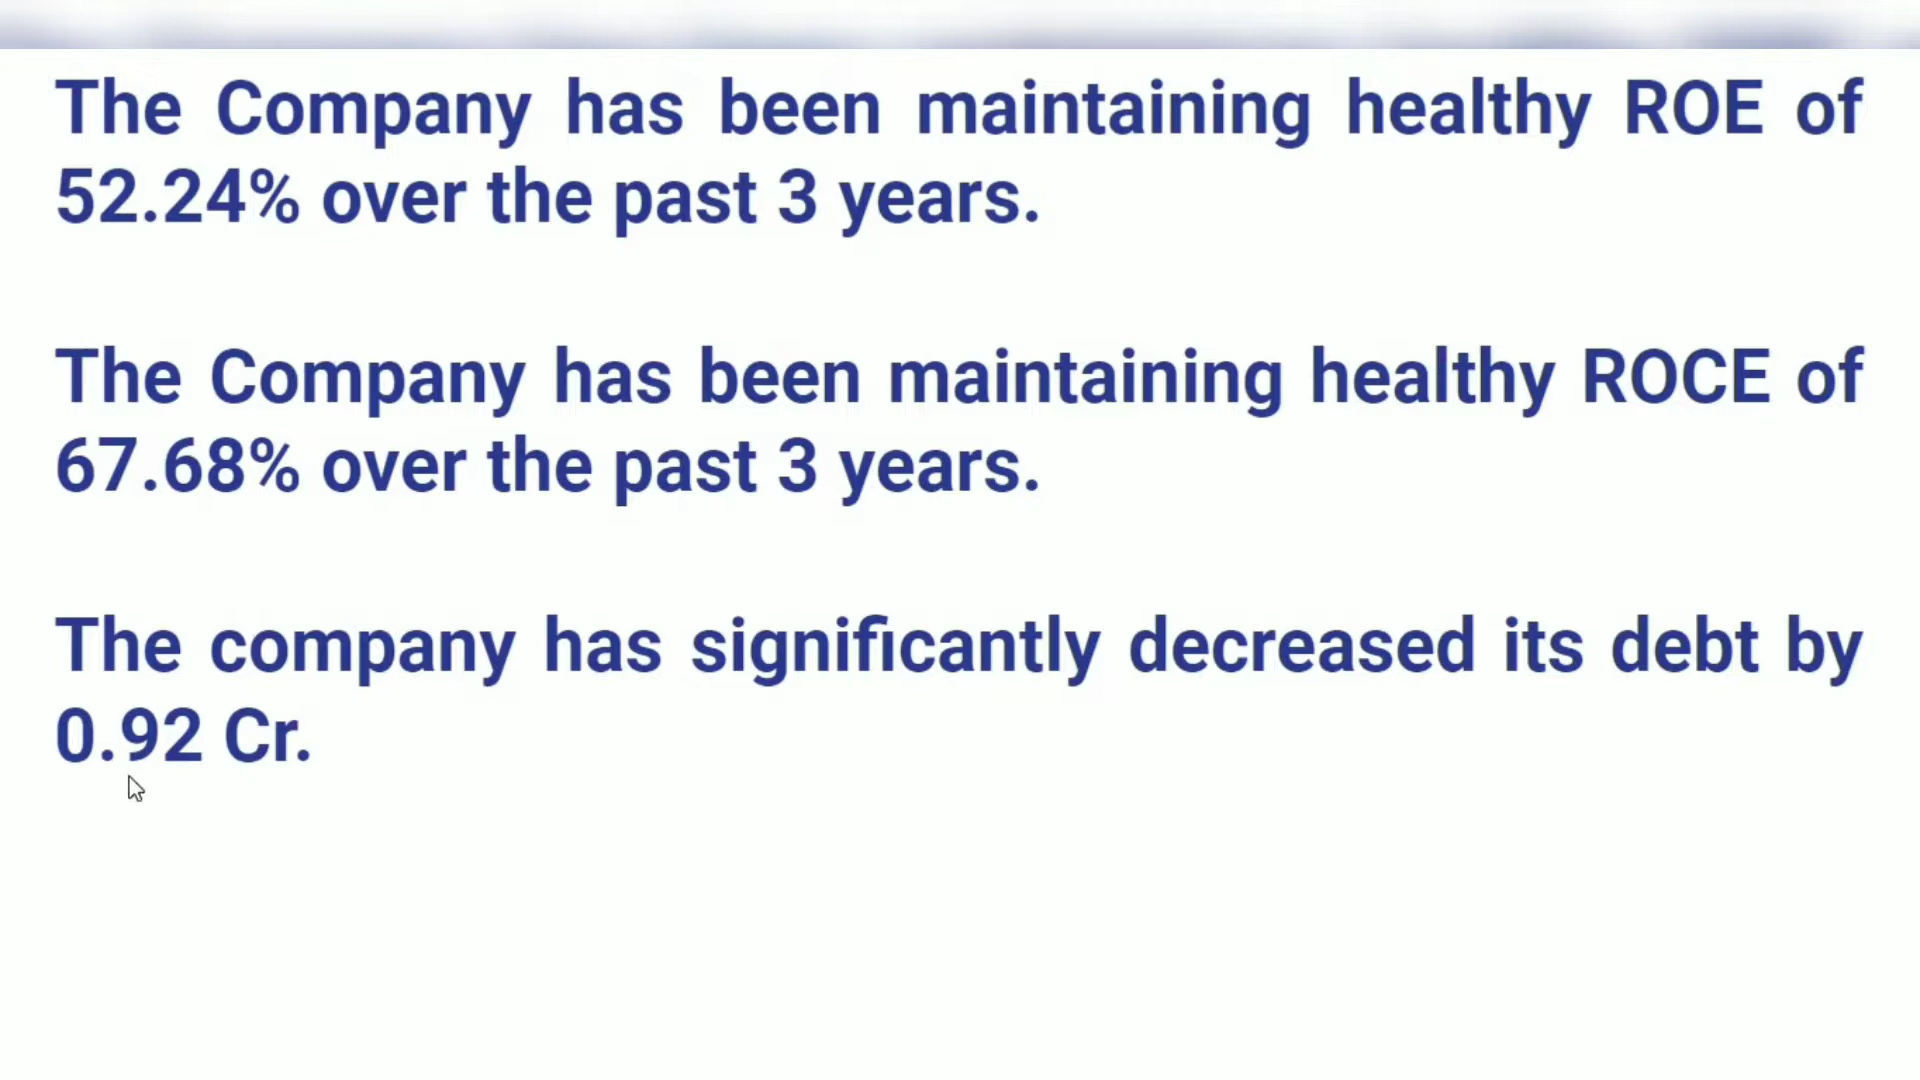 The Company has been maintaining healthy ROE of
52.24% over the past 3 years.
The Company has been maintaining healthy ROCE of
67.68% over the past 3 years.
The company has significantly decreased its debt by
0.92 Cr.